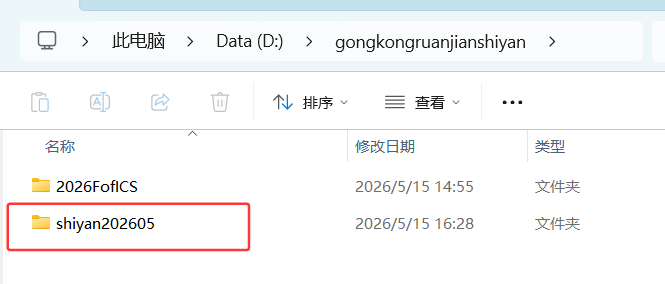 此电脑 > Data (D:) > gongkongruanjianshiyan >
排序 查看 ...
名称 修改日期 类型
2026FofICS 2026/5/15 14:55 文件夹
shiyan202605 2026/5/15 16:28 文件夹